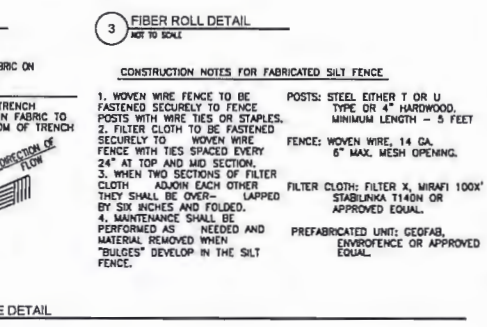 3
FIBER ROLL DETAIL
NOT TO SCALE
BRIC ON
TRENCH
N FABRIC TO
OM OF TRENCH
DIRECTION OF
FLOW
CONSTRUCTION NOTES FOR FABRICATED SILT FENCE
1. WOVEN WIRE FENCE TO BE
FASTENED SECURELY TO FENCE
POSTS WITH WIRE TIES OR STAPLES.
2. FILTER CLOTH TO BE FASTENED
SECURELY TO WOVEN WIRE
FENCE WITH TIES SPACED EVERY
24" AT TOP AND MID SECTION.
3. WHEN TWO SECTIONS OF FILTER
CLOTH ADJOIN EACH OTHER
THEY SHALL BE OVER- LAPPED
BY SIX INCHES AND FOLDED.
4. MAINTENANCE SHALL BE
PERFORMED AS NEEDED AND
MATERIAL REMOVED WHEN
"BULGES" DEVELOP IN THE SILT
FENCE.
POSTS: STEEL EITHER T OR U
TYPE OR 4" HARDWOOD.
MINIMUM LENGTH - 5 FEET
FENCE: WOVEN WIRE, 14 GA.
6" MAX. MESH OPENING.
FILTER CLOTH: FILTER X, MIRAFI 100X'
STABILINKA T140N OR
APPROVED EQUAL.
PREFABRICATED UNIT: GEOFAB,
ENVIROFENCE OR APPROVED
EQUAL.
E DETAIL